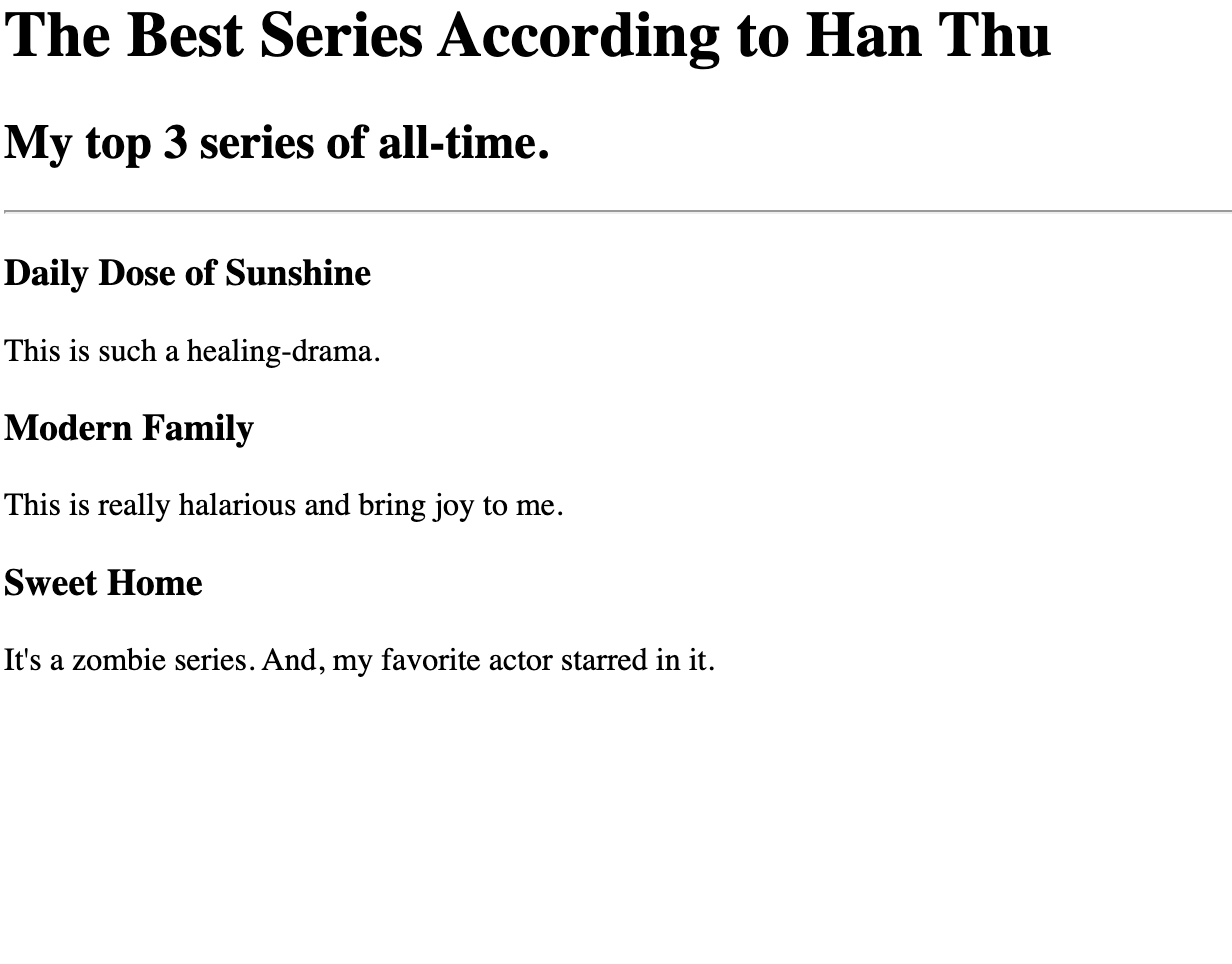 The Best Series According to Han Thu
My top 3 series of all-time.
Daily Dose of Sunshine
This is such a healing-drama.
Modern Family
This is really halarious and bring joy to me.
Sweet Home
It's a zombie series. And, my favorite actor starred in it.